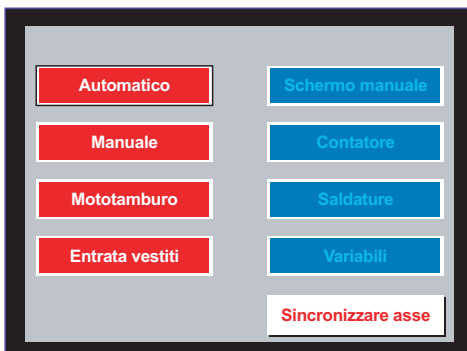 Automatico
Schermo manuale
Manuale
Contatore
Mototamburo
Saldature
Entrata vestiti
Variabili
Sincronizzare asse